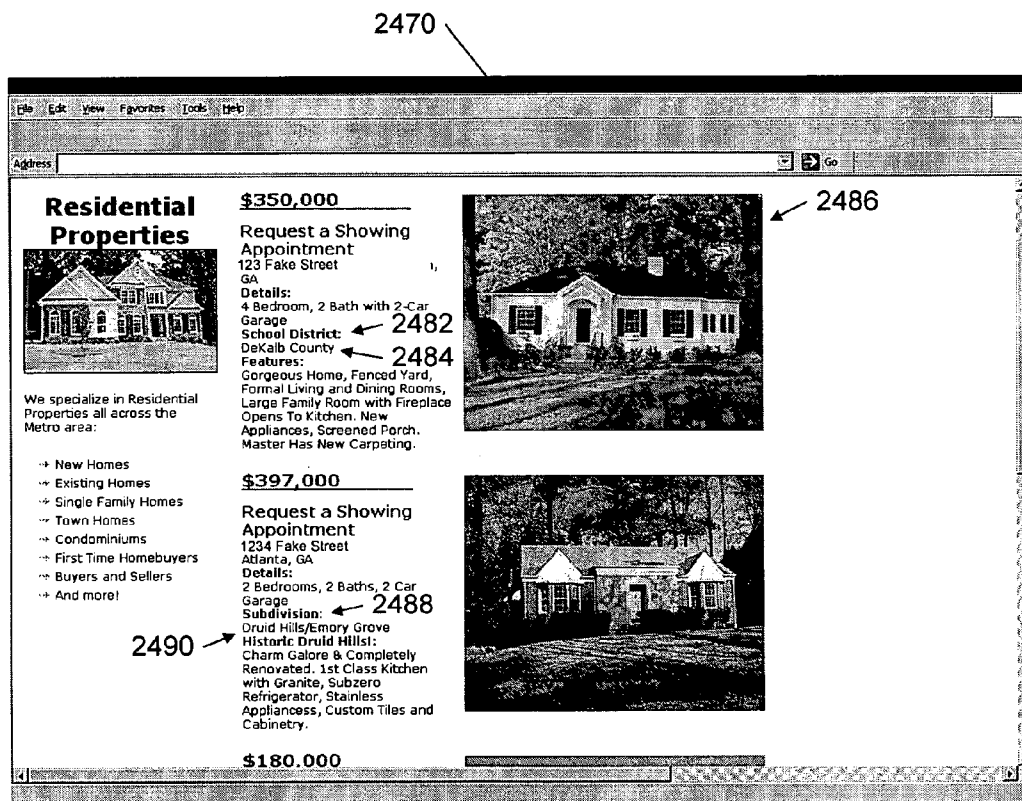 2470
File Edit View Favorites Tools Help
Address Go
Residential
Properties
We specialize in Residential
Properties all across the
Metro area:
New Homes
Existing Homes
Single Family Homes
Town Homes
Condominiums
First Time Homebuyers
Buyers and Sellers
And more!
$350,000
Request a Showing
Appointment
123 Fake Street ,
GA
Details:
4 Bedroom, 2 Bath with 2-Car
Garage
School District: 2482
DeKalb County 2484
Features:
Gorgeous Home, Fenced Yard,
Formal Living and Dining Rooms,
Large Family Room with Fireplace
Opens To Kitchen. New
Appliances, Screened Porch.
Master Has New Carpeting.
2486
$397,000
Request a Showing
Appointment
1234 Fake Street
Atlanta, GA
Details:
2 Bedrooms, 2 Baths, 2 Car
Garage
Subdivision: 2488
2490 Druid Hills/Emory Grove
Historic Druid Hills!:
Charm Galore & Completely
Renovated. 1st Class Kitchen
with Granite, Subzero
Refrigerator, Stainless
Appliancess, Custom Tiles and
Cabinetry.
$180,000